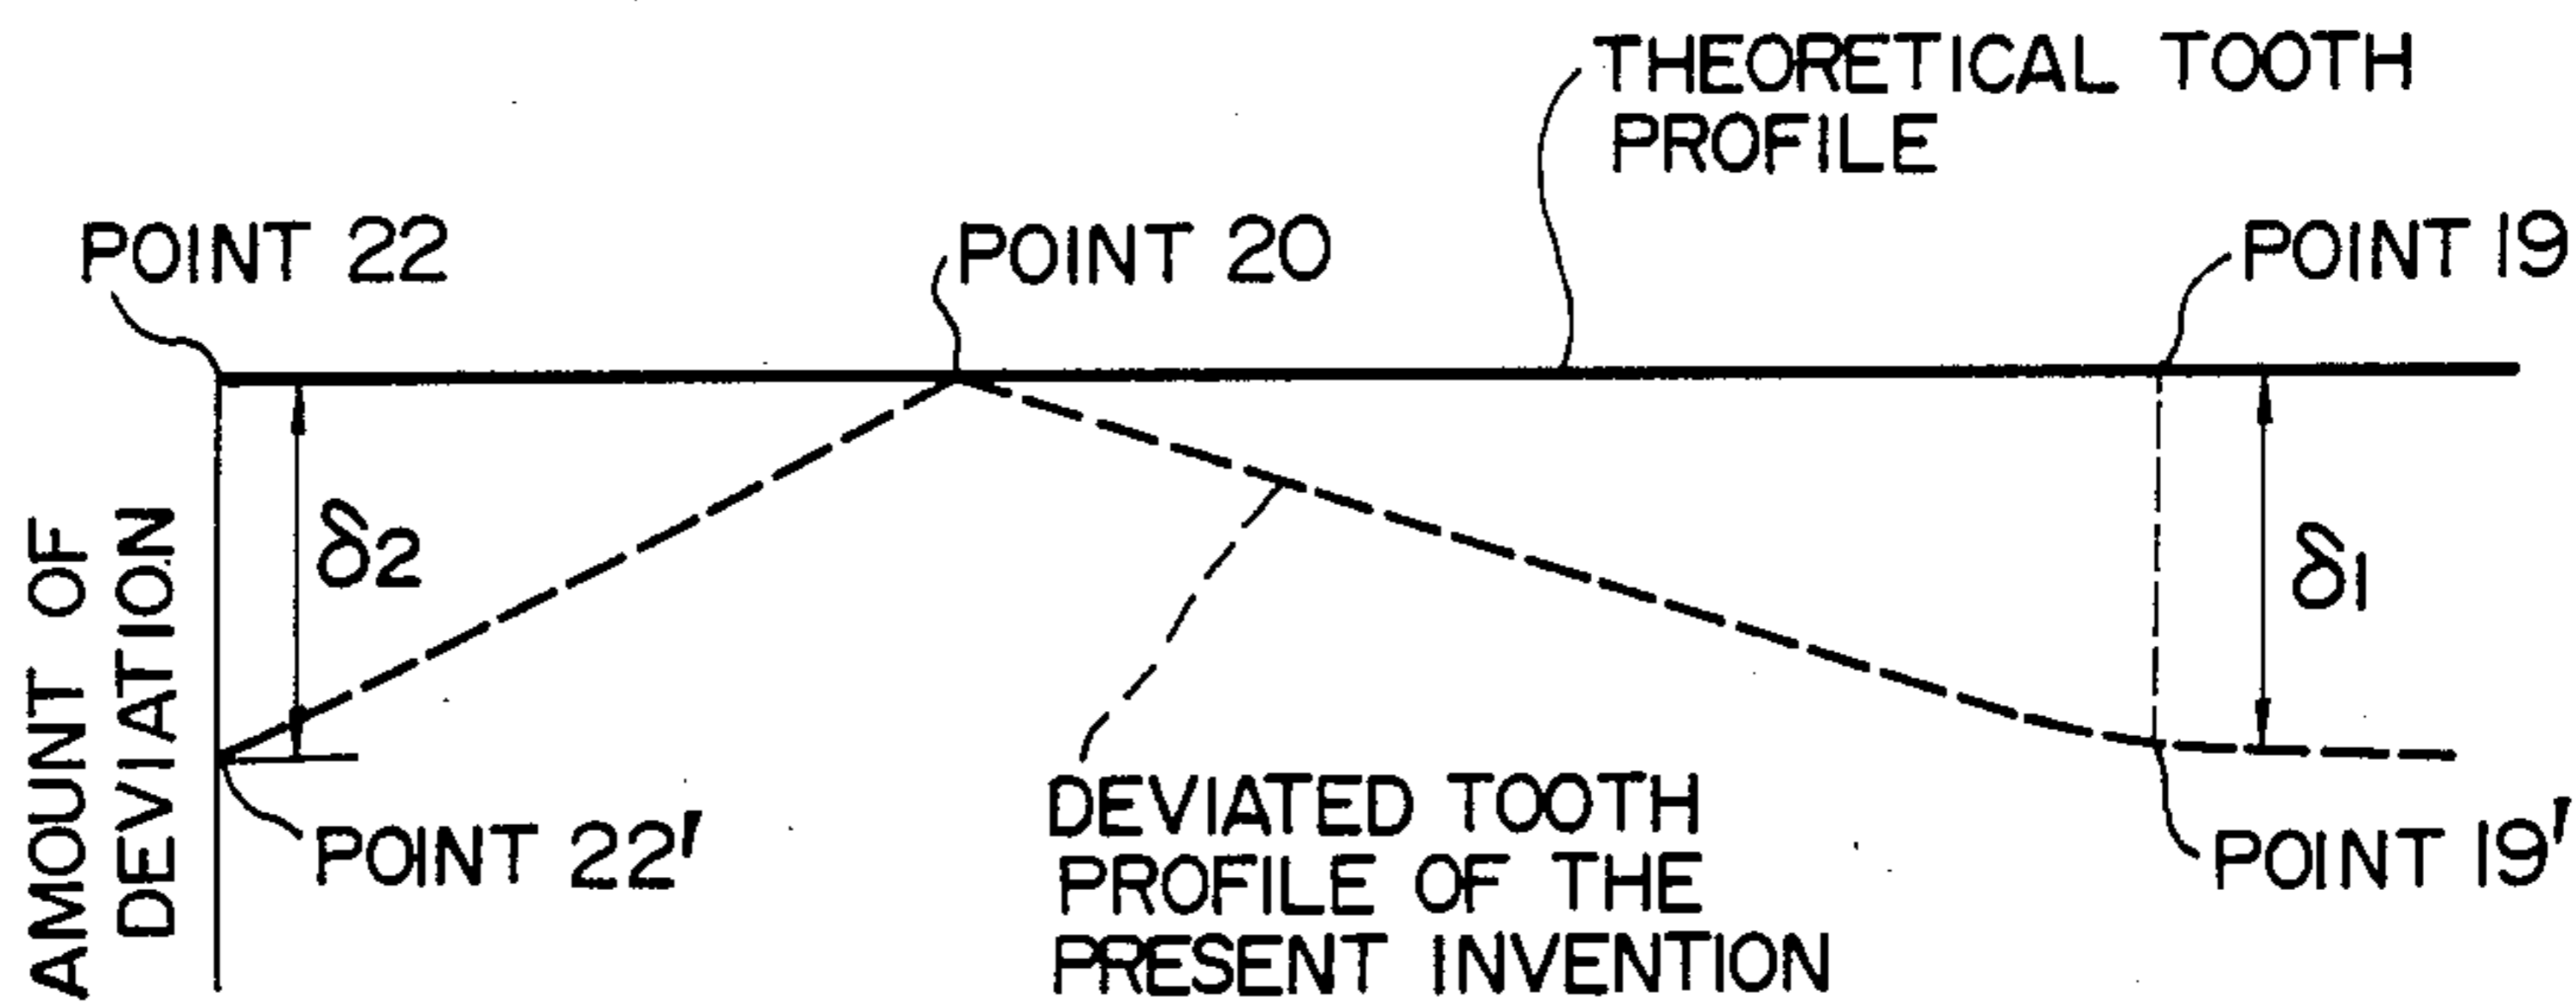 THEORETICAL TOOTH
PROFILE
POINT 22
POINT 20
POINT 19
AMOUNT OF
DEVIATION
δ2
δ1
POINT 22'
DEVIATED TOOTH
PROFILE OF THE
PRESENT INVENTION
POINT 19'